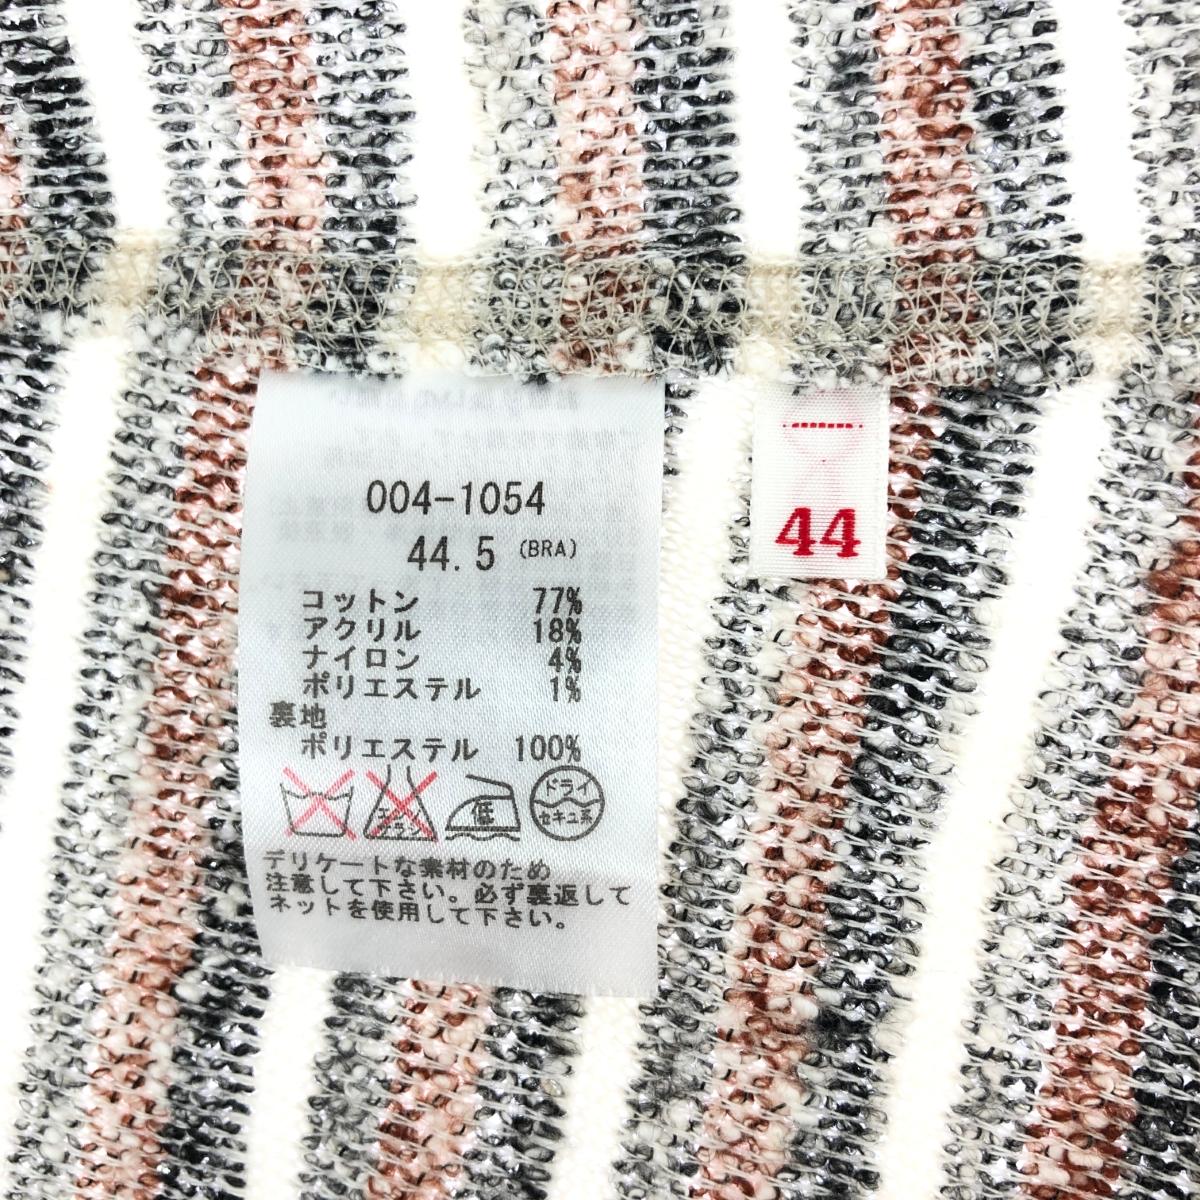 004-1054
44.5 (BRA)
コットン 77%
アクリル 18%
ナイロン 4%
ポリエステル 1%
裏地
ポリエステル 100%
低
ドライ
セキユ系
デリケートな素材のため
注意して下さい。必ず裏返して
ネットを使用して下さい。
44